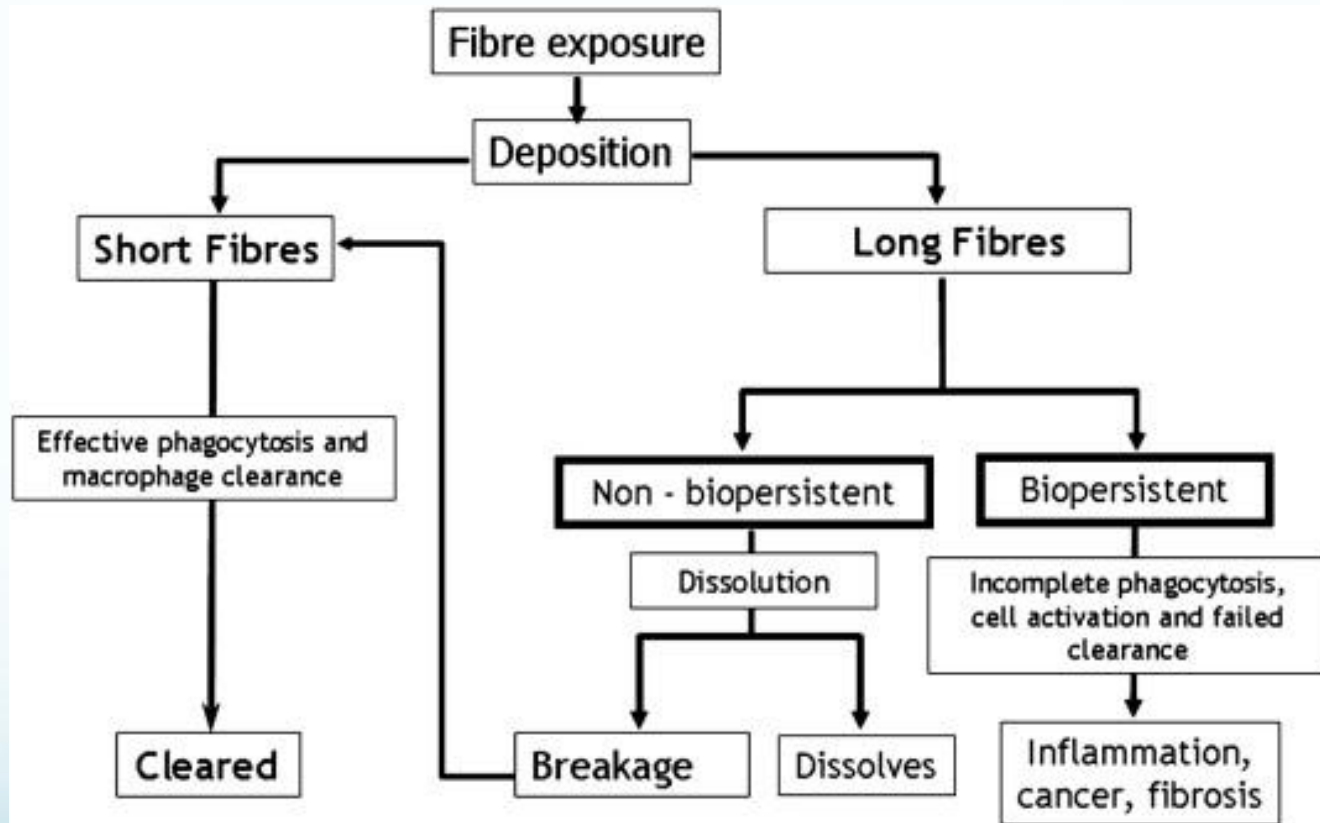 Fibre exposure
Deposition
Short Fibres
Long Fibres
Effective phagocytosis and
macrophage clearance
Non - biopersistent
Biopersistent
Dissolution
Incomplete phagocytosis,
cell activation and failed
clearance
Cleared
Breakage
Dissolves
Inflammation,
cancer, fibrosis